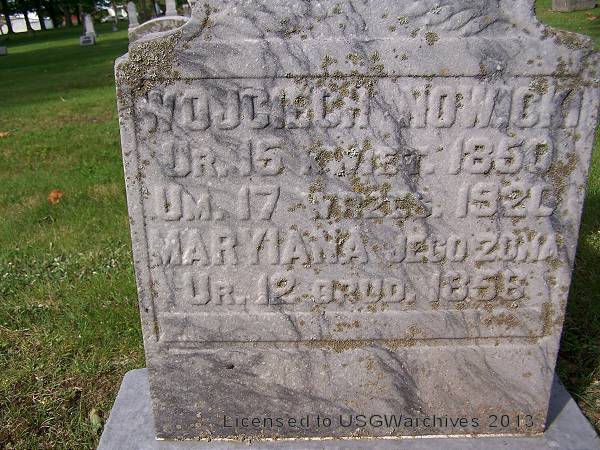 WOJCIECH NOWICKI
UR. 15 KWIET. 1850
UM. 17 WRZES. 1920
MARYIANA JEGO ZONA
UR. 12 GRUD. 1856
Licensed to USGWarchives 2013